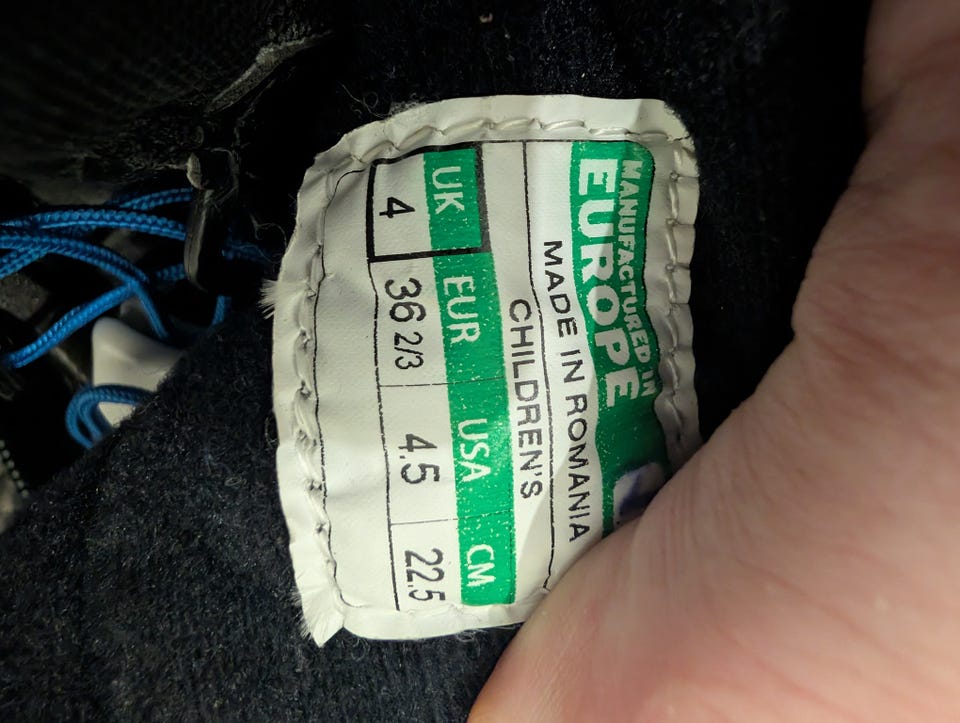 MANUFACTURED IN
EUROPE
MADE IN ROMANIA
CHILDREN'S
UK EUR USA CM
4 36 2/3 4.5 22.5